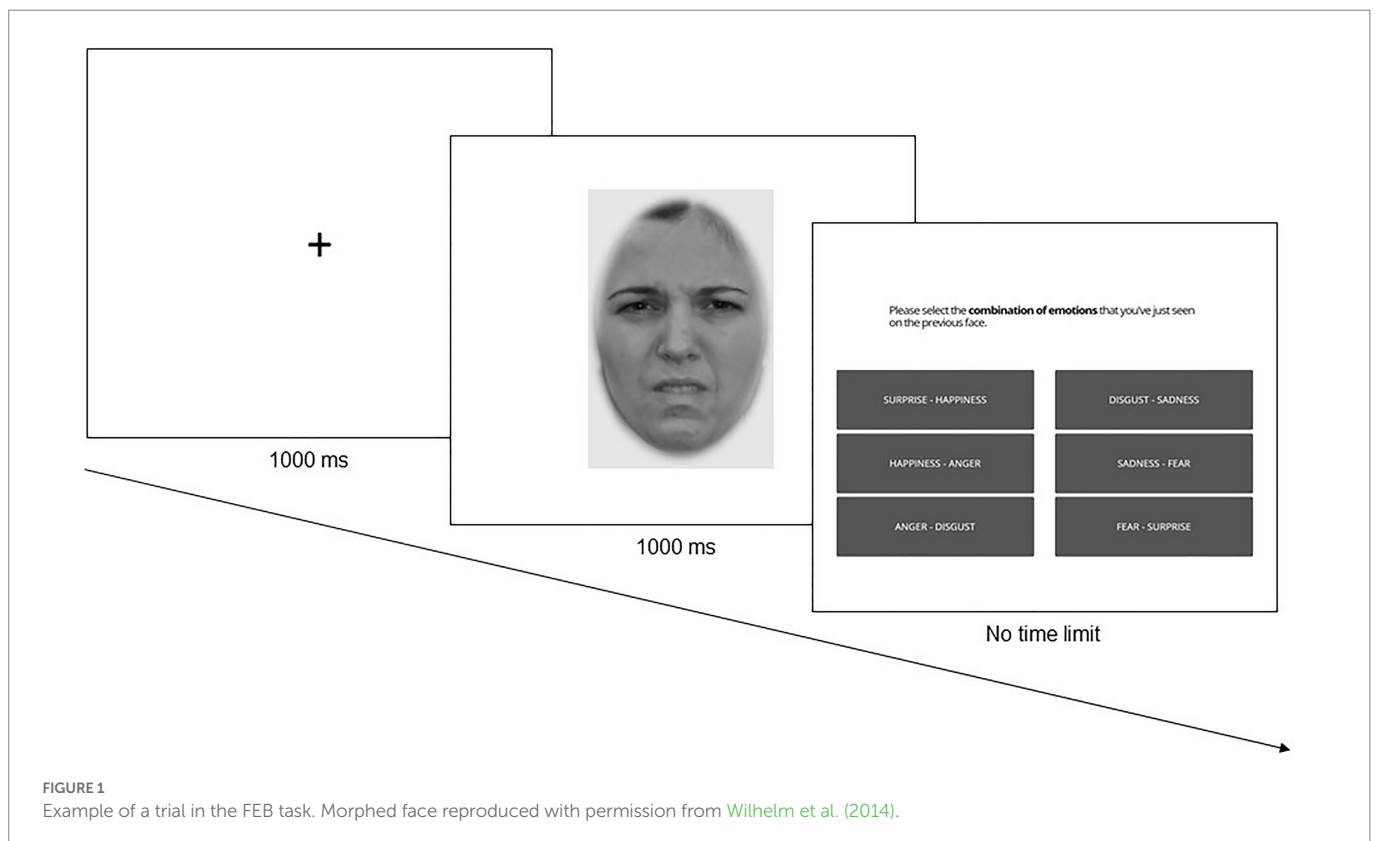 +
1000 ms
1000 ms
Please select the combination of emotions that you've just seen
on the previous face.
SURPRISE - HAPPINESS
DISGUST - SADNESS
HAPPINESS - ANGER
SADNESS - FEAR
ANGER - DISGUST
FEAR - SURPRISE
No time limit
FIGURE 1
Example of a trial in the FEB task. Morphed face reproduced with permission from Wilhelm et al. (2014).